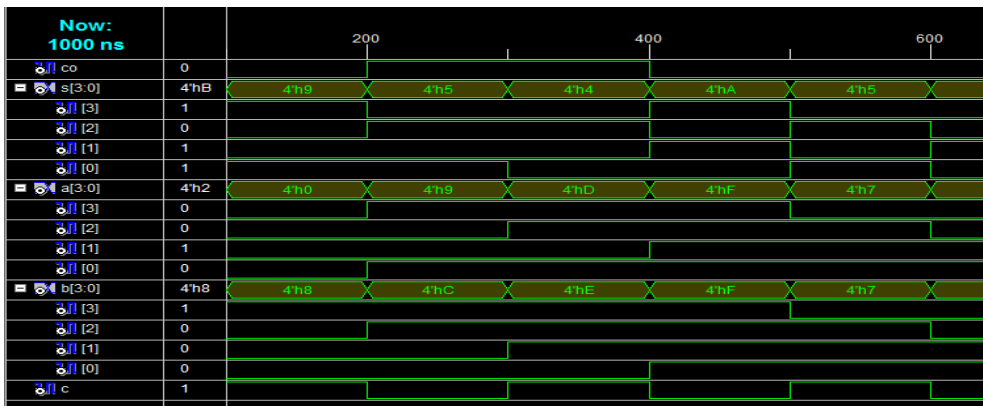 Now:
1000 ns
200 400 600
co 0
s[3:0] 4'hB 4'h9 4'h5 4'h4 4'hA 4'h5
[3] 1
[2] 0
[1] 1
[0] 1
a[3:0] 4'h2 4'h0 4'h9 4'hD 4'hF 4'h7
[3] 0
[2] 0
[1] 1
[0] 0
b[3:0] 4'h8 4'h8 4'hC 4'hE 4'hF 4'h7
[3] 1
[2] 0
[1] 0
[0] 0
c 1